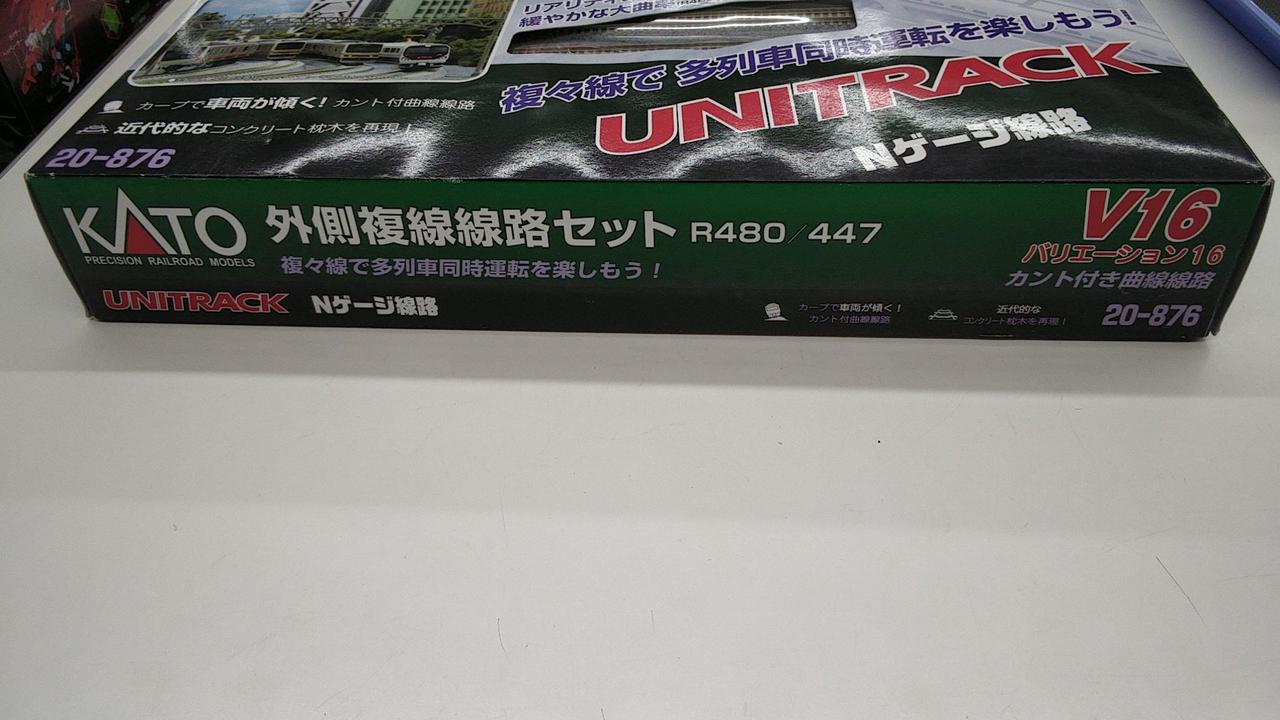 緩やかな大曲
複々線で 多列車同時運転を楽しもう!
UNITRACK
Nゲージ線路
カーブで車両が傾く! カント付曲線線路
近代的なコンクリート枕木を再現!
20-876
KATO
PRECISION RAILROAD MODELS
外側複線線路セット R480/447
複々線で多列車同時運転を楽しもう!
UNITRACK Nゲージ線路
V16
バリエーション16
カント付き曲線線路
カーブで車両が傾く!
カント付曲線線路
近代的な
コンクリート枕木を再現!
20-876